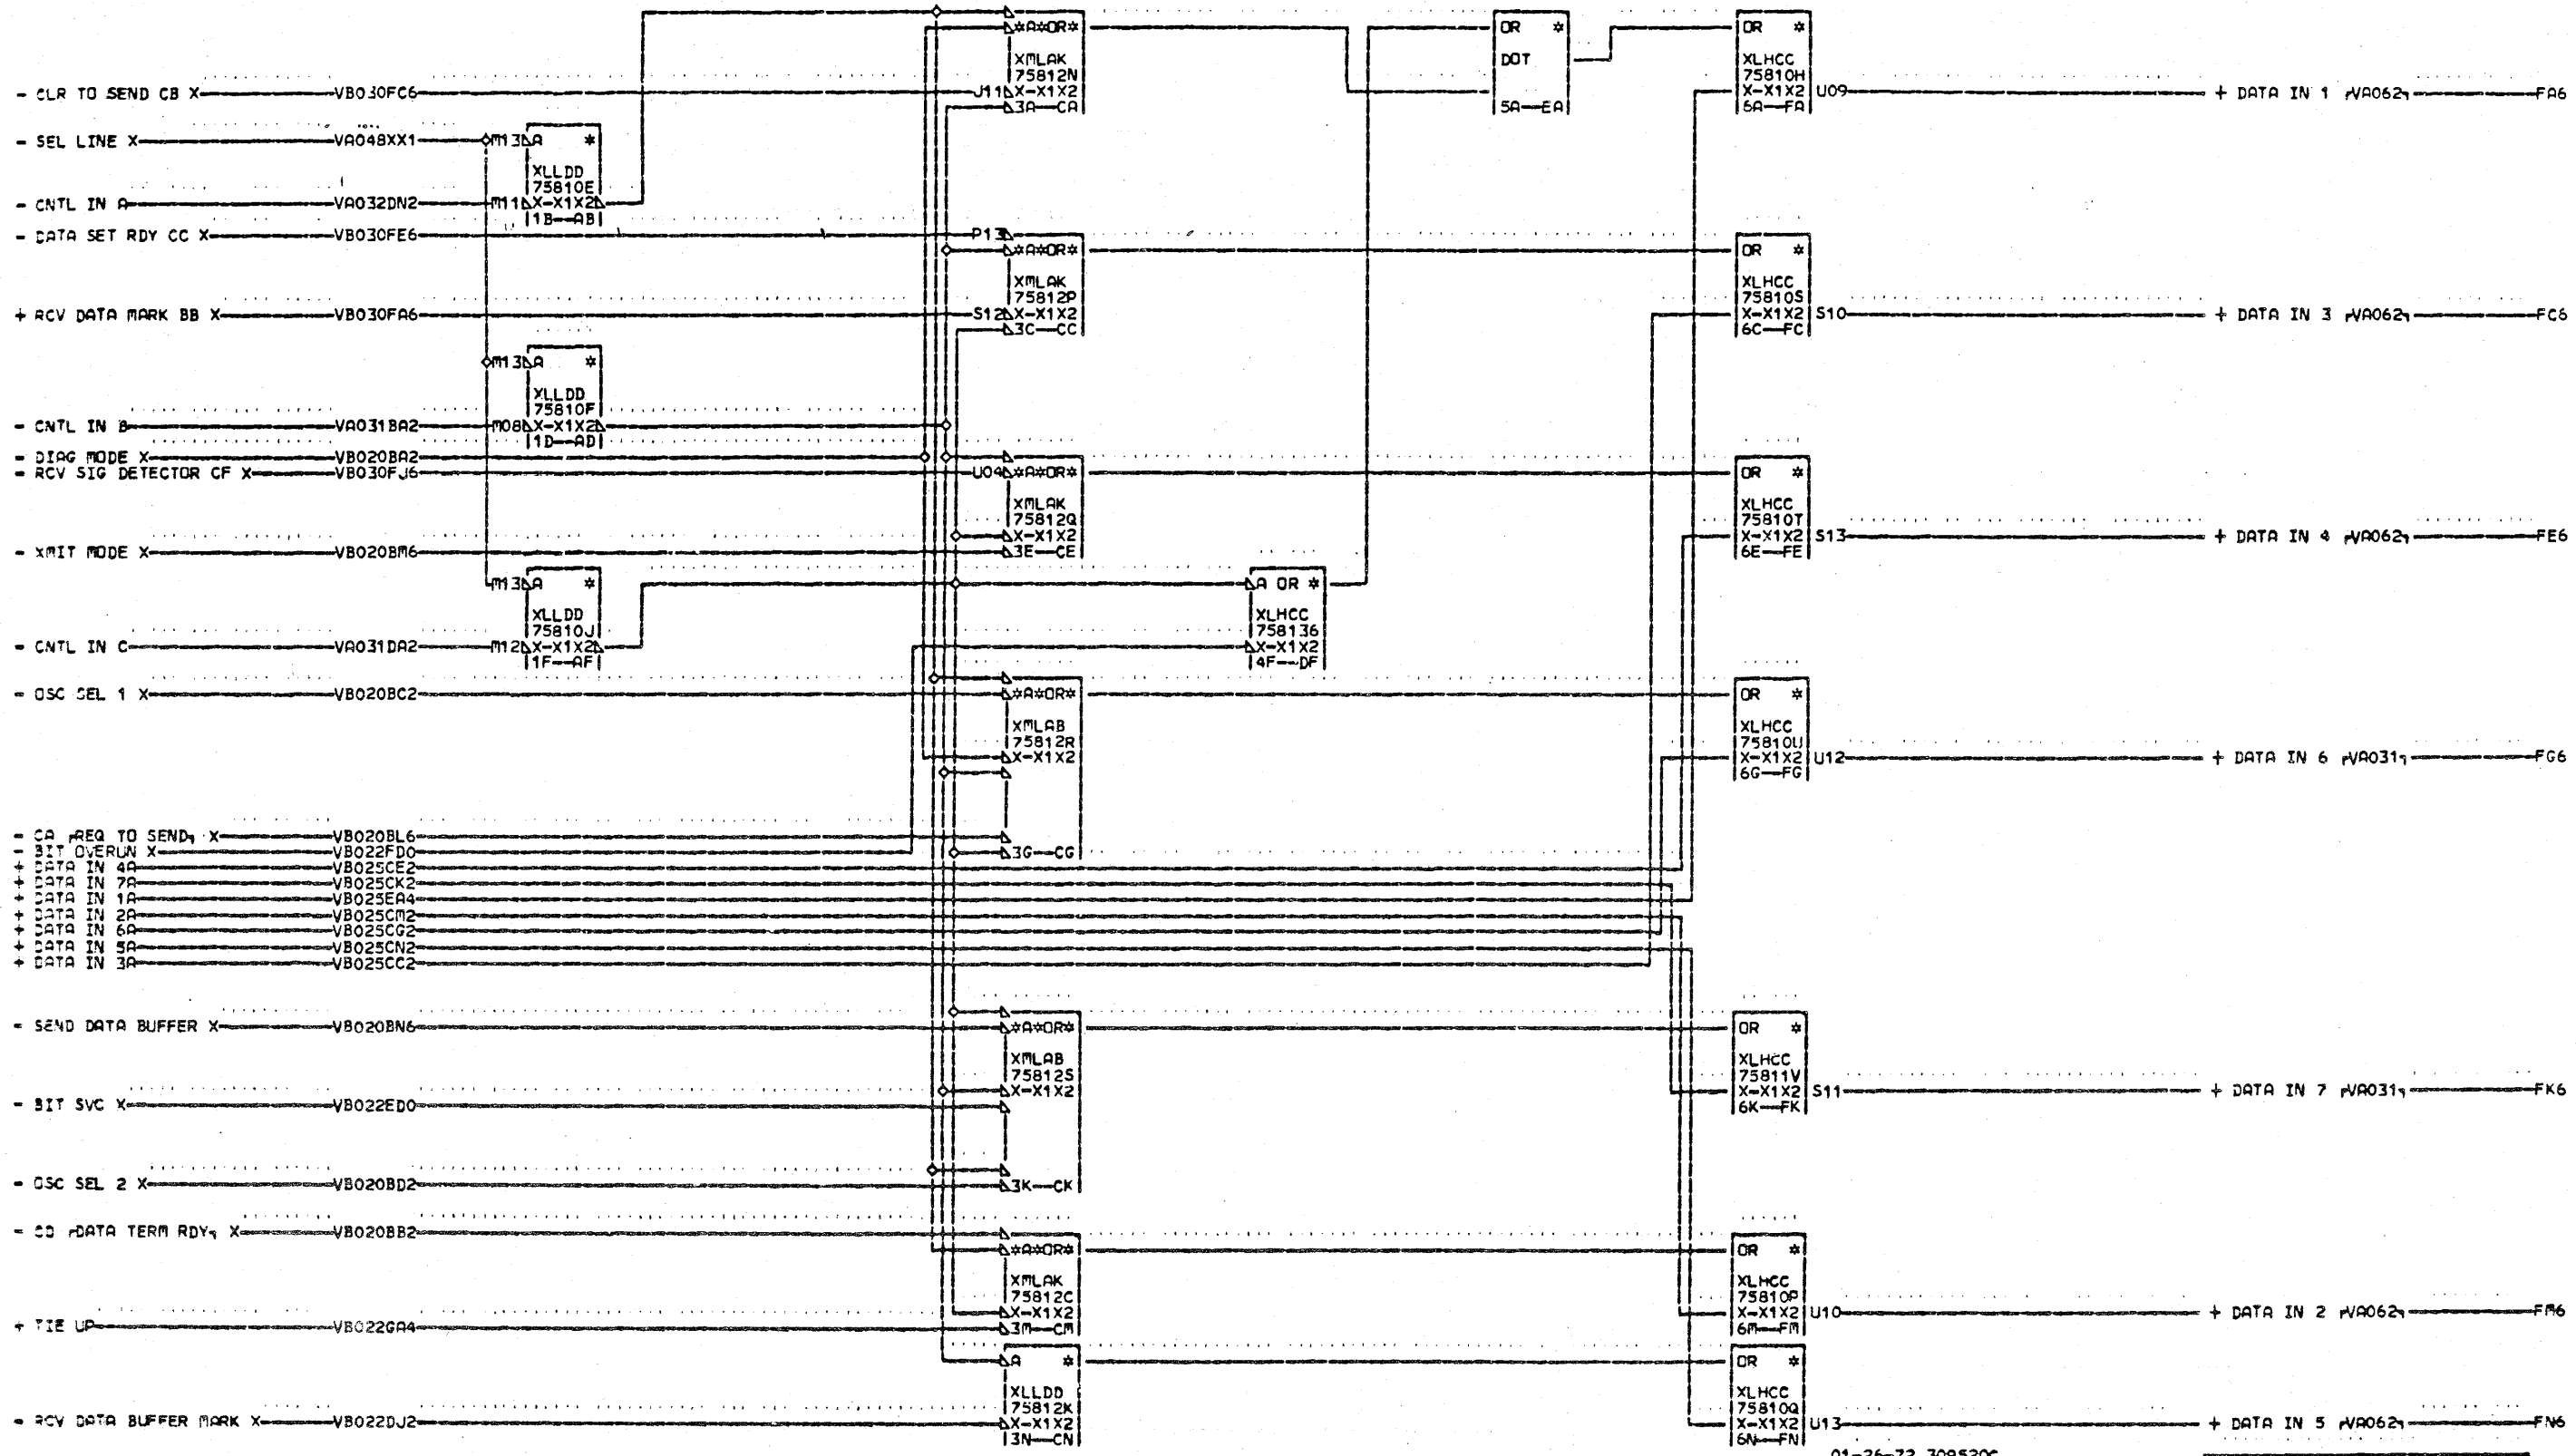 *A*OR*
OR *
OR *
XMLAK
75812N
DOT
XLHCC
75810H
- CLR TO SEND CB X VB030FC6 U11 X-X1X2 X-X1X2 U09 + DATA IN 1 VA062 FA6
3A--CA 5A--EA 6A--FA
- SEL LINE X VA048XX1 M13 A *
XLLDD
75810E
- CNTL IN A VA032DN2 M11 X-X1X2
1B--AB
- DATA SET RDY CC X VB030FE6 P13
*A*OR* OR *
XMLAK XLHCC
75812P 75810S
+ RCV DATA MARK BB X VB030FA6 S12 X-X1X2 X-X1X2 S10 + DATA IN 3 VA062 FC6
3C--CC 6C--FC
M13 A *
XLLDD
75810F
- CNTL IN B VA031BA2 M08 X-X1X2
1D--AD
- DIAG MODE X VB020BA2
- RCV SIG DETECTOR CF X VB030FJ6 U04 *A*OR* OR *
XMLAK XLHCC
75812Q 75810T
X-X1X2 X-X1X2 S13 + DATA IN 4 VA062 FE6
- XMIT MODE X VB020BM6 3E--CE 6E--FE
M13 A * A OR *
XLLDD XLHCC
75810J 758136
- CNTL IN C VA031DA2 M12 X-X1X2 X-X1X2
1F--AF 4F--DF
- OSC SEL 1 X VB020BC2 *A*OR* OR *
XMLAB XLHCC
75812R 75810U
X-X1X2 X-X1X2 U12 + DATA IN 6 VA031 FG6
6G--FG
- CA REQ TO SEND X VB020BL6
- BIT OVERUN X VB022FD0 3G--CG
+ DATA IN 4A VB025CE2
+ DATA IN 7A VB025CK2
+ DATA IN 1A VB025EA4
+ DATA IN 2A VB025CM2
+ DATA IN 6A VB025CG2
+ DATA IN 5A VB025CN2
+ DATA IN 3A VB025CC2
- SEND DATA BUFFER X VB020BN6 *A*OR* OR *
XMLAB XLHCC
75812S 75811V
X-X1X2 X-X1X2 S11 + DATA IN 7 VA031 FK6
- BIT SVC X VB022ED0 6K--FK
- OSC SEL 2 X VB020BD2 3K--CK
- CD DATA TERM RDY X VB020BB2
*A*OR* OR *
XMLAK XLHCC
75812C 75810P
X-X1X2 X-X1X2 U10 + DATA IN 2 VA062 FM6
+ TIE UP VB022GA4 3M--CM 6M--FM
A * OR *
XLLDD XLHCC
75812K 75810Q
- RCV DATA BUFFER MARK X VB022DJ2 X-X1X2 X-X1X2 U13 + DATA IN 5 VA062 FN6
3N--CN 6N--FN